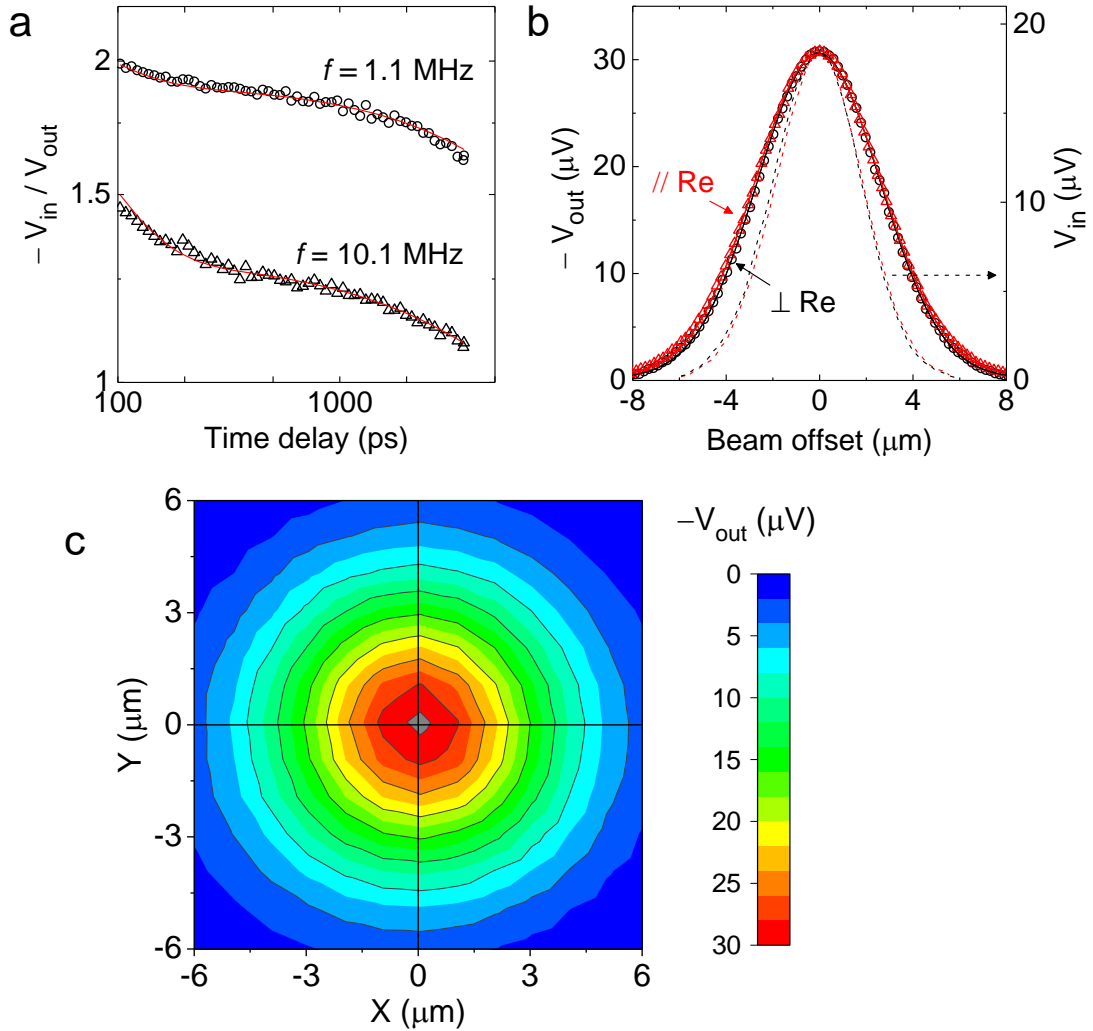 a
− V_in / V_out
2
1.5
1
f = 1.1 MHz
f = 10.1 MHz
100
1000
Time delay (ps)
b
− V_out (μV)
30
20
10
0
// Re
⊥ Re
20
10
0
V_in (μV)
-8
-4
0
4
8
Beam offset (μm)
c
Y (μm)
6
3
0
-3
-6
-6
-3
0
3
6
X (μm)
−V_out (μV)
0
5
10
15
20
25
30